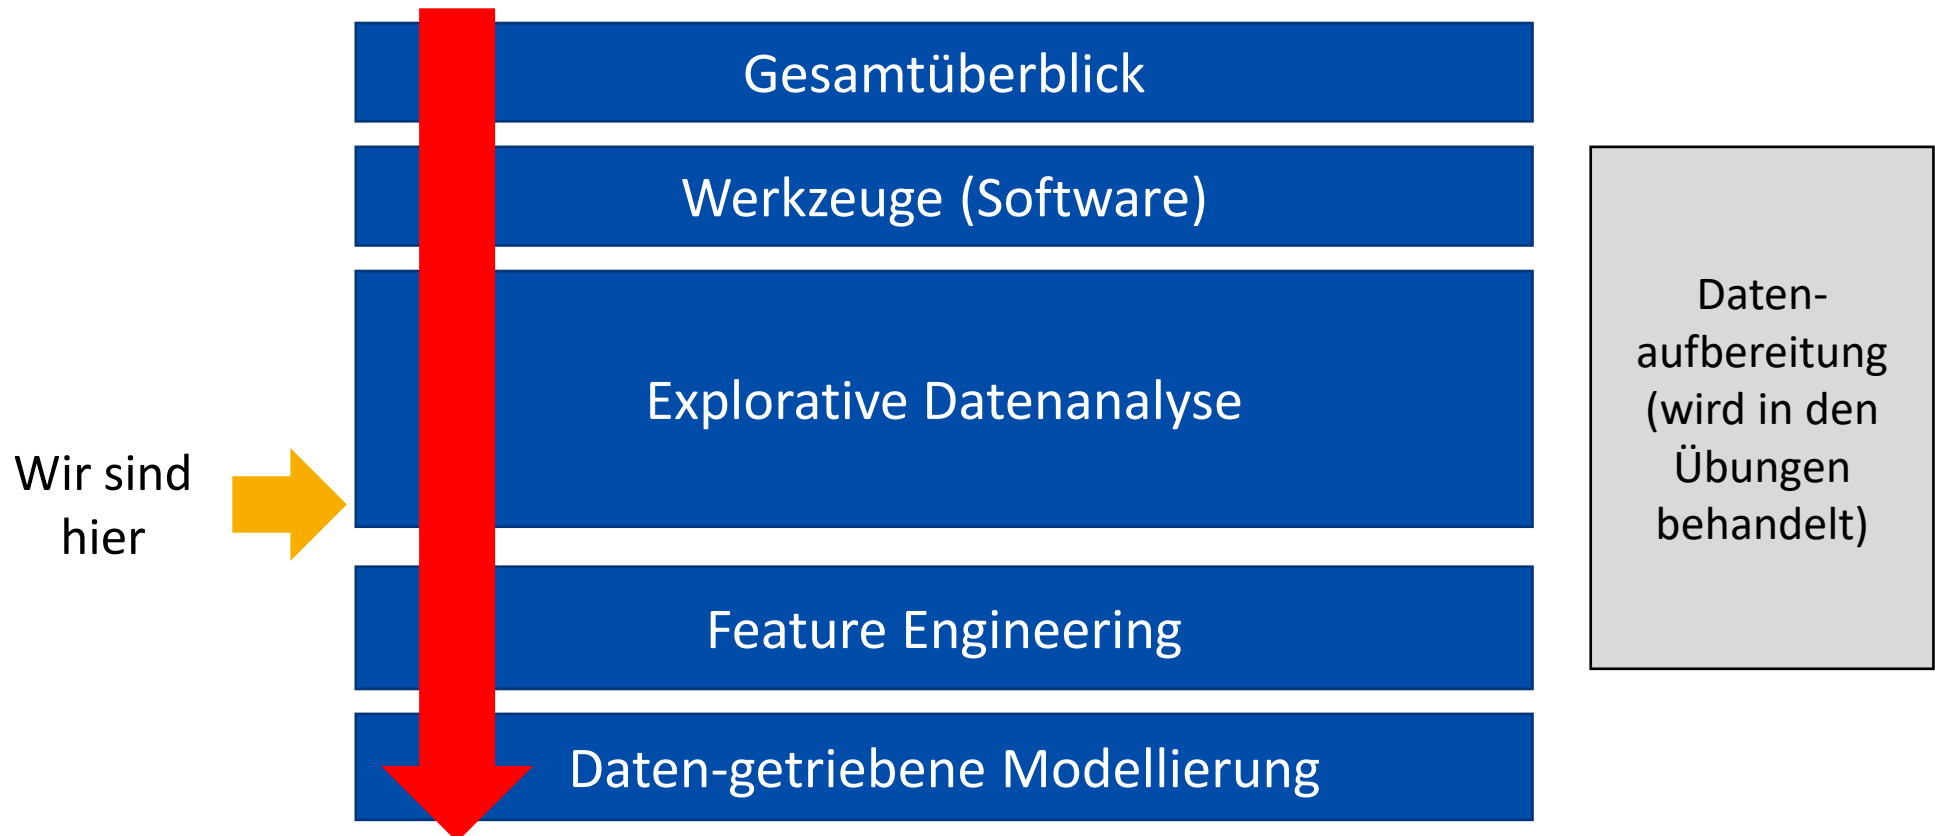 Gesamtüberblick
Werkzeuge (Software)
Explorative Datenanalyse
Wir sind
hier
Feature Engineering
Daten-getriebene Modellierung
Daten-
aufbereitung
(wird in den
Übungen
behandelt)